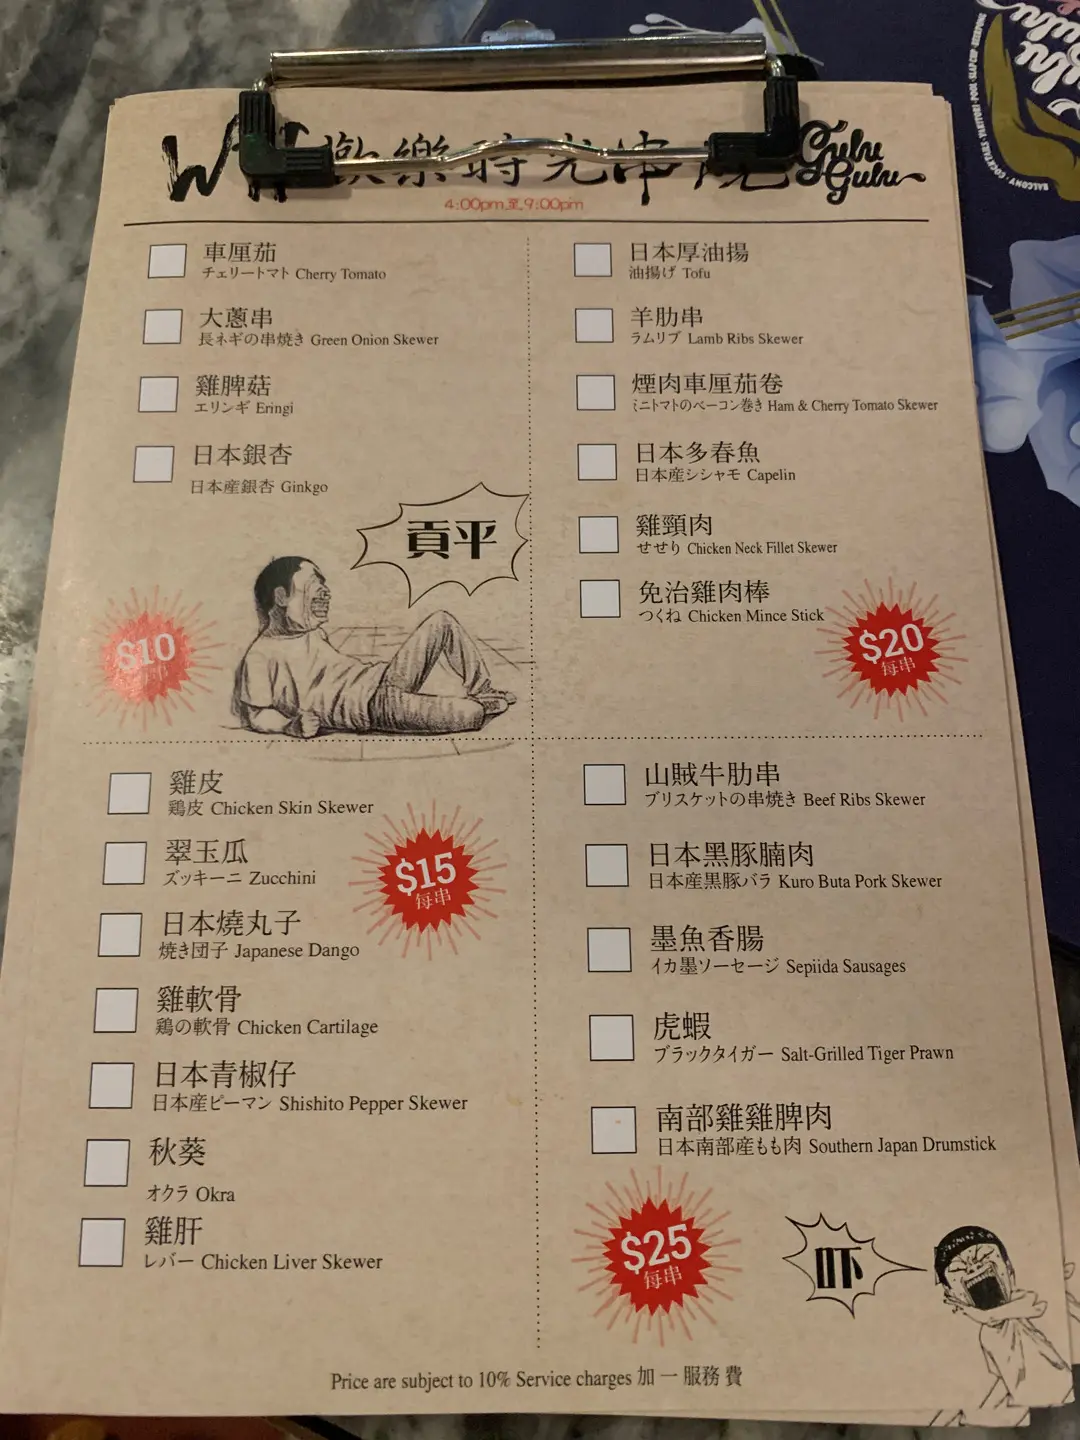 歡樂時光串燒
Gulu
Gulu
4:00pm至9:00pm
車厘茄
チェリートマト Cherry Tomato
大蔥串
長ネギの串焼き Green Onion Skewer
雞脾菇
エリンギ Eringi
日本銀杏
日本産銀杏 Ginkgo
貢平
$10
日本厚油揚
油揚げ Tofu
羊肋串
ラムリブ Lamb Ribs Skewer
煙肉車厘茄卷
ミニトマトのベーコン巻き Ham & Cherry Tomato Skewer
日本多春魚
日本産シシャモ Capelin
雞頸肉
せせり Chicken Neck Fillet Skewer
免治雞肉棒
つくね Chicken Mince Stick
$20
每串
雞皮
鶏皮 Chicken Skin Skewer
翠玉瓜
ズッキーニ Zucchini
日本燒丸子
焼き団子 Japanese Dango
雞軟骨
鶏の軟骨 Chicken Cartilage
日本青椒仔
日本産ピーマン Shishito Pepper Skewer
秋葵
オクラ Okra
雞肝
レバー Chicken Liver Skewer
$15
每串
山賊牛肋串
ブリスケットの串焼き Beef Ribs Skewer
日本黑豚腩肉
日本産黒豚バラ Kuro Buta Pork Skewer
墨魚香腸
イカ墨ソーセージ Sepiida Sausages
虎蝦
ブラックタイガー Salt-Grilled Tiger Prawn
南部雞雞脾肉
日本南部産もも肉 Southern Japan Drumstick
$25
每串
吓
Price are subject to 10% Service charges 加一服務費